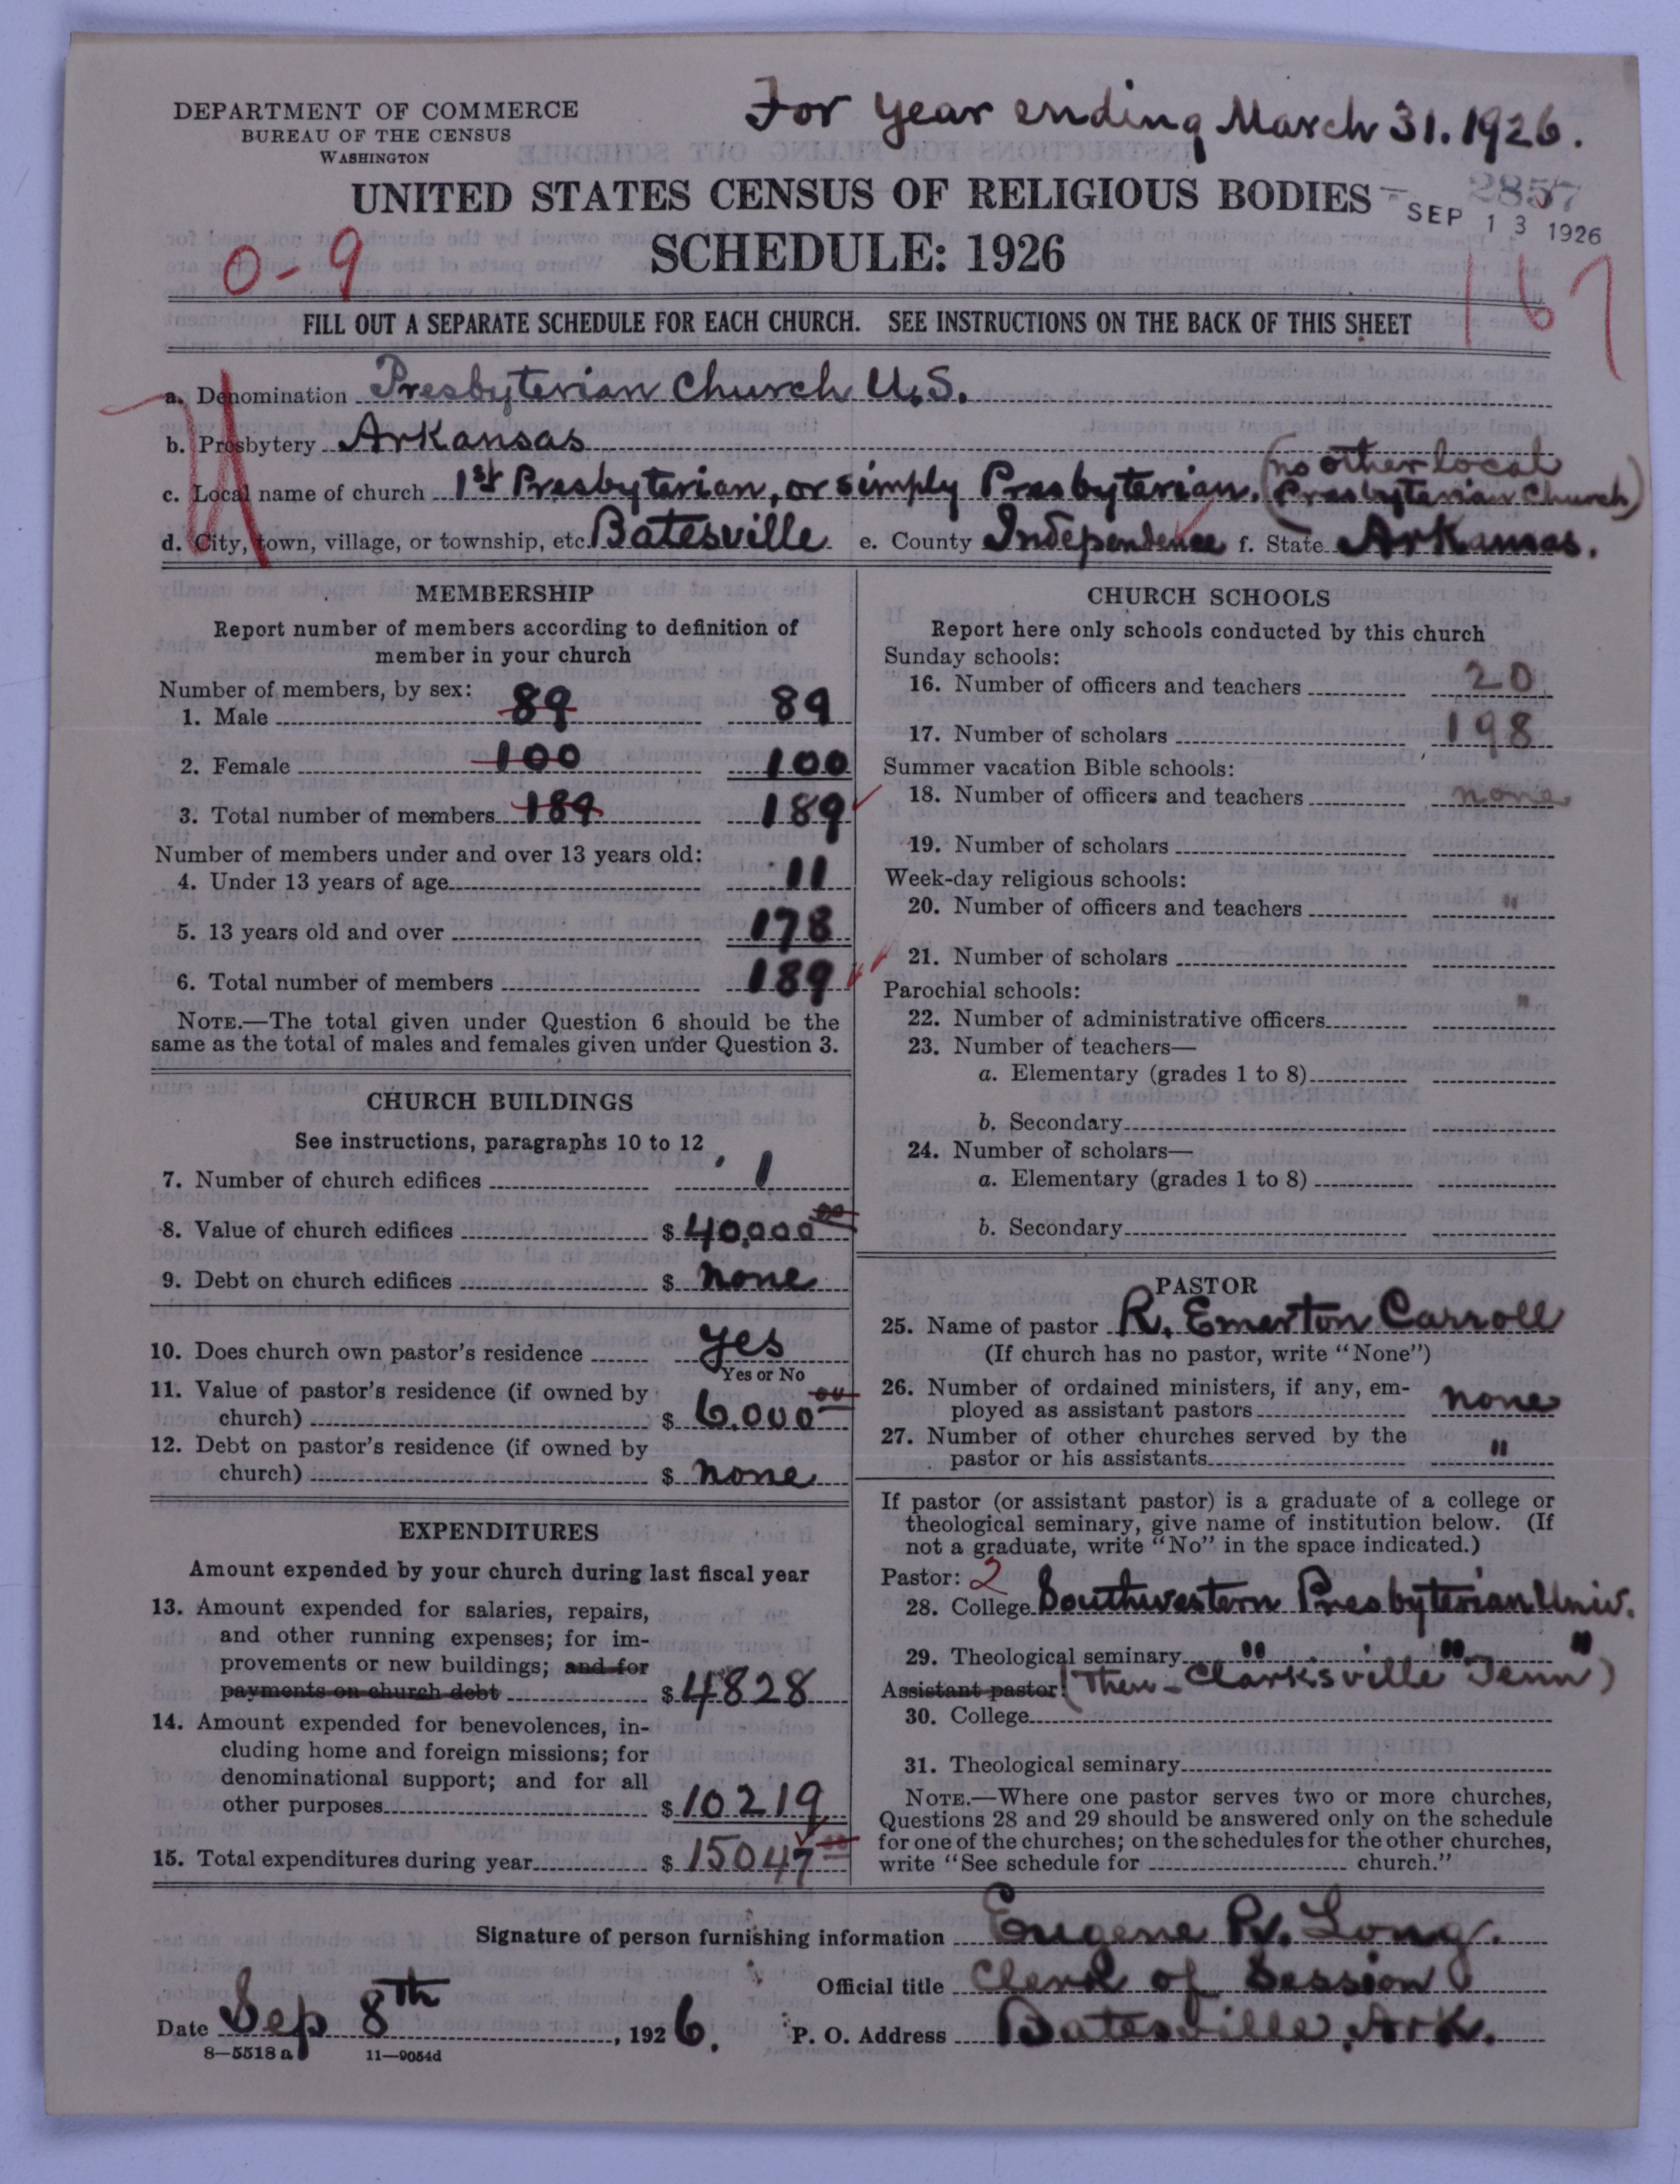 For year ending March 31. 1926.
DEPARTMENT OF COMMERCE
BUREAU OF THE CENSUS
WASHINGTON
UNITED STATES CENSUS OF RELIGIOUS BODIES
2857
SEP 13 1926
SCHEDULE: 1926
0-9
167
FILL OUT A SEPARATE SCHEDULE FOR EACH CHURCH. SEE INSTRUCTIONS ON THE BACK OF THIS SHEET
a. Denomination Presbyterian Church U.S.
b. Presbytery Arkansas
c. Local name of church 1st Presbyterian, or simply Presbyterian. (no other local Presbyterian Church)
d. City, town, village, or township, etc. Batesville e. County Independence f. State Arkansas.
MEMBERSHIP
Report number of members according to definition of
member in your church
Number of members, by sex:
1. Male 89 89
2. Female 100 100
3. Total number of members 189 189
Number of members under and over 13 years old:
4. Under 13 years of age 11
5. 13 years old and over 178
6. Total number of members 189
NOTE.—The total given under Question 6 should be the
same as the total of males and females given under Question 3.
CHURCH BUILDINGS
See instructions, paragraphs 10 to 12
7. Number of church edifices 1
8. Value of church edifices $ 40,000 00
9. Debt on church edifices $ none
10. Does church own pastor's residence yes
Yes or No
11. Value of pastor's residence (if owned by
church) $ 6,000 00
12. Debt on pastor's residence (if owned by
church) $ none
EXPENDITURES
Amount expended by your church during last fiscal year
13. Amount expended for salaries, repairs,
and other running expenses; for im-
provements or new buildings; and for
payments on church debt $ 4828
14. Amount expended for benevolences, in-
cluding home and foreign missions; for
denominational support; and for all
other purposes $ 10219
15. Total expenditures during year $ 15047 00
CHURCH SCHOOLS
Report here only schools conducted by this church
Sunday schools:
16. Number of officers and teachers 20
17. Number of scholars 198
Summer vacation Bible schools:
18. Number of officers and teachers none
19. Number of scholars
Week-day religious schools:
20. Number of officers and teachers "
21. Number of scholars
Parochial schools: "
22. Number of administrative officers
23. Number of teachers—
a. Elementary (grades 1 to 8)
b. Secondary
24. Number of scholars—
a. Elementary (grades 1 to 8)
b. Secondary
PASTOR
25. Name of pastor R. Emerton Carroll
(If church has no pastor, write "None")
26. Number of ordained ministers, if any, em-
ployed as assistant pastors none
27. Number of other churches served by the
pastor or his assistants "
If pastor (or assistant pastor) is a graduate of a college or
theological seminary, give name of institution below. (If
not a graduate, write "No" in the space indicated.)
Pastor: 2
28. College Southwestern Presbyterian Univ.
29. Theological seminary " " "
Assistant pastor: (Then - Clarksville Tenn)
30. College
31. Theological seminary
NOTE.—Where one pastor serves two or more churches,
Questions 28 and 29 should be answered only on the schedule
for one of the churches; on the schedules for the other churches,
write "See schedule for church."
Signature of person furnishing information Eugene R. Long.
Official title Clerk of Session
Date Sep 8th, 1926. P. O. Address Batesville, Ark.
8—5518 a 11—9054d